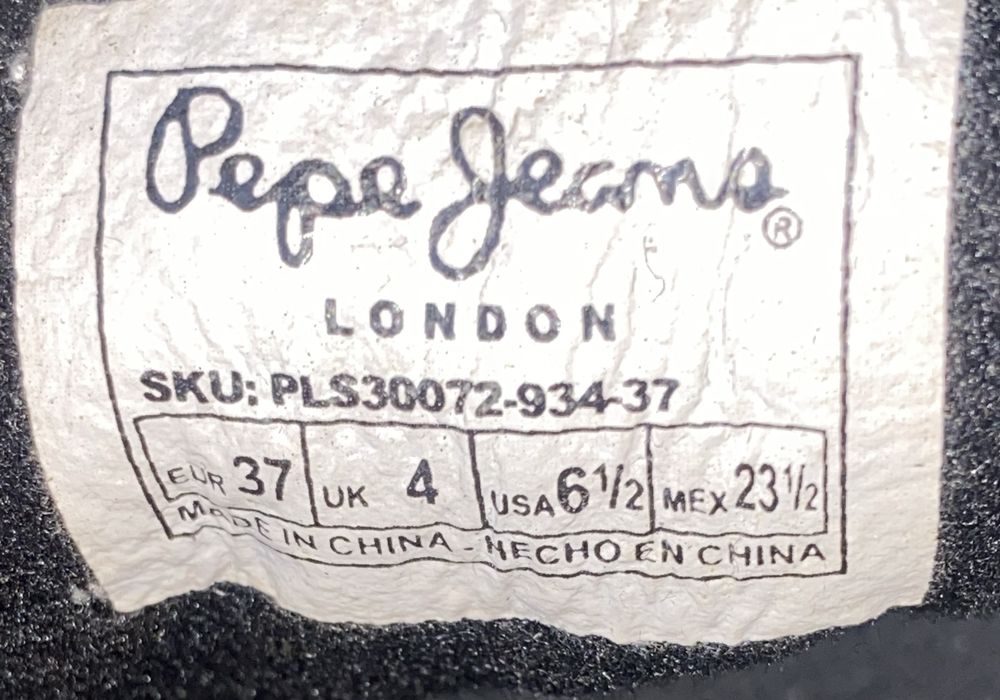 Pepe Jeans®
LONDON
SKU: PLS30072-934-37
EUR 37 UK 4 USA 6 1/2 MEX 23 1/2
MADE IN CHINA - HECHO EN CHINA